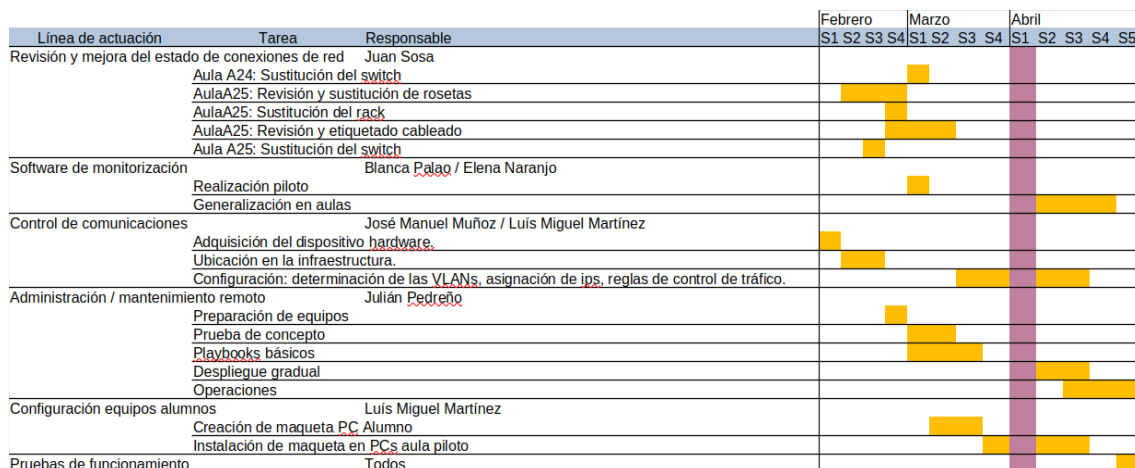 Febrero Marzo Abril
Línea de actuación Tarea Responsable S1 S2 S3 S4 S1 S2 S3 S4 S1 S2 S3 S4 S5
Revisión y mejora del estado de conexiones de red Juan Sosa
Aula A24: Sustitución del switch
AulaA25: Revisión y sustitución de rosetas
AulaA25: Sustitución del rack
AulaA25: Revisión y etiquetado cableado
Aula A25: Sustitución del switch
Software de monitorización Blanca Palao / Elena Naranjo
Realización piloto
Generalización en aulas
Control de comunicaciones José Manuel Muñoz / Luís Miguel Martínez
Adquisición del dispositivo hardware.
Ubicación en la infraestructura.
Configuración: determinación de las VLANs, asignación de ips, reglas de control de tráfico.
Administración / mantenimiento remoto Julián Pedreño
Preparación de equipos
Prueba de concepto
Playbooks básicos
Despliegue gradual
Operaciones
Configuración equipos alumnos Luís Miguel Martínez
Creación de maqueta PC Alumno
Instalación de maqueta en PCs aula piloto
Pruebas de funcionamiento Todos